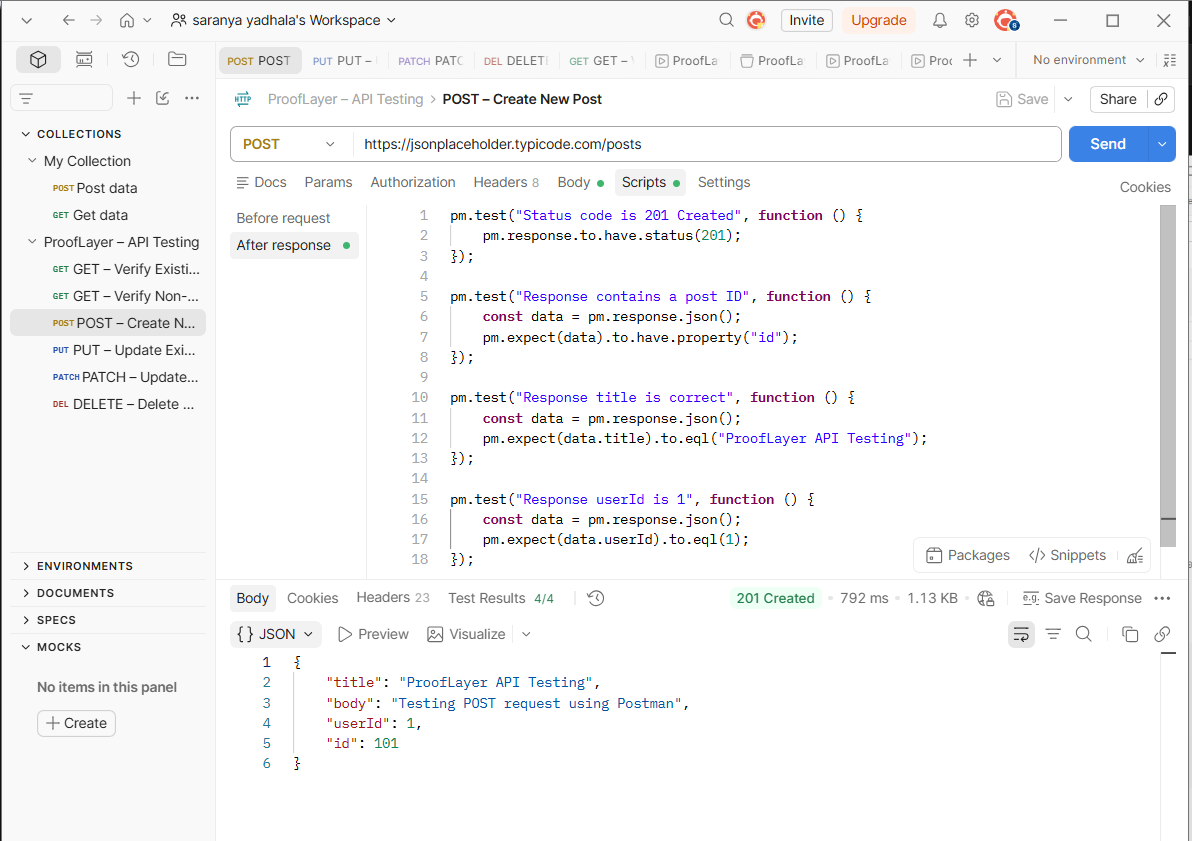 saranya yadhala's Workspace
Invite
Upgrade
POST POST
PUT PUT –
PATCH PATC
DEL DELET
GET GET –
ProofLa
ProofLa
ProofLa
Proc
No environment
HTTP
ProofLayer – API Testing > POST – Create New Post
Save
Share
COLLECTIONS
My Collection
POST Post data
GET Get data
ProofLayer – API Testing
GET GET – Verify Existi...
GET GET – Verify Non-...
POST POST – Create N...
PUT PUT – Update Exi...
PATCH PATCH – Update...
DEL DELETE – Delete ...
ENVIRONMENTS
DOCUMENTS
SPECS
MOCKS
No items in this panel
Create
POST
https://jsonplaceholder.typicode.com/posts
Send
Docs
Params
Authorization
Headers 8
Body
Scripts
Settings
Cookies
Before request
After response
1 pm.test("Status code is 201 Created", function () {
2 pm.response.to.have.status(201);
3 });
4
5 pm.test("Response contains a post ID", function () {
6 const data = pm.response.json();
7 pm.expect(data).to.have.property("id");
8 });
9
10 pm.test("Response title is correct", function () {
11 const data = pm.response.json();
12 pm.expect(data.title).to.eql("ProofLayer API Testing");
13 });
14
15 pm.test("Response userId is 1", function () {
16 const data = pm.response.json();
17 pm.expect(data.userId).to.eql(1);
18 });
Packages
</> Snippets
Body
Cookies
Headers 23
Test Results 4/4
201 Created
792 ms
1.13 KB
e.g. Save Response
{} JSON
Preview
Visualize
1 {
2 "title": "ProofLayer API Testing",
3 "body": "Testing POST request using Postman",
4 "userId": 1,
5 "id": 101
6 }